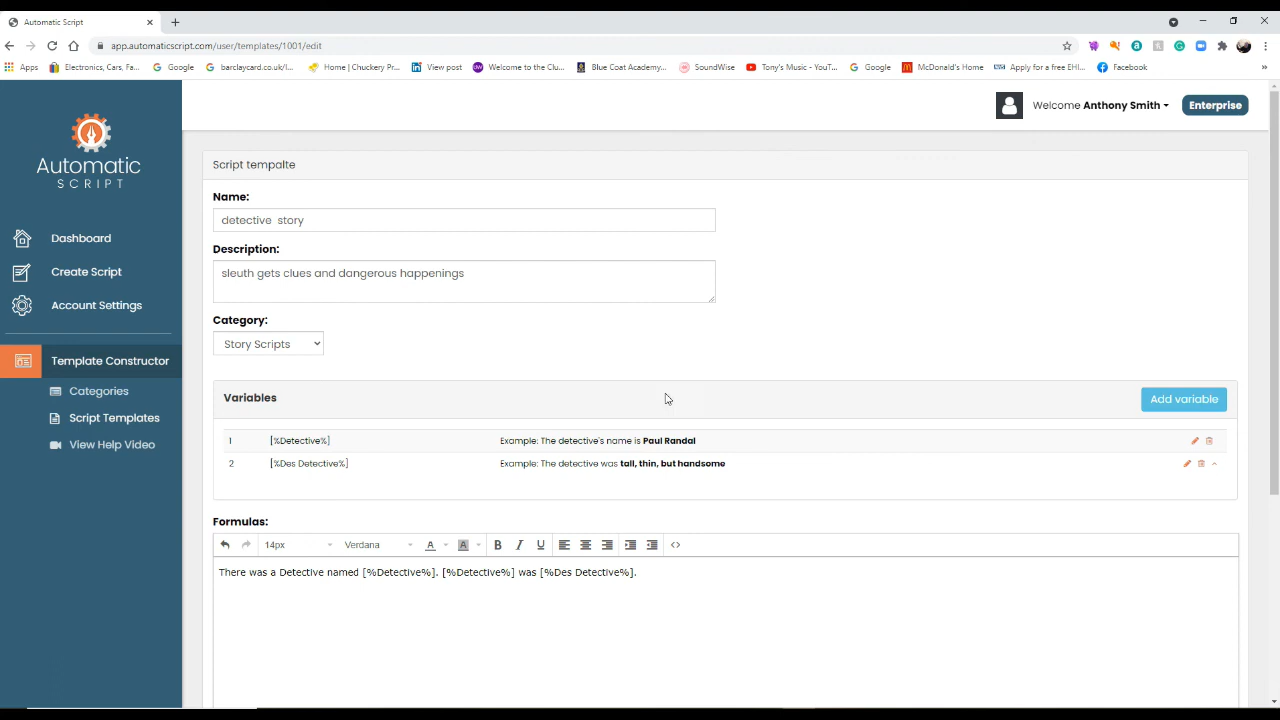 Automatic Script
app.automaticscript.com/user/templates/1001/edit
Apps Electronics, Cars, Fa... Google barclaycard.co.uk/l... Home | Chuckery Pr... View post Welcome to the Clu... Blue Coat Academy... SoundWise Tony's Music - YouT... Google McDonald's Home Apply for a free EHI... Facebook »
Welcome Anthony Smith Enterprise
Automatic
SCRIPT
Dashboard
Create Script
Account Settings
Template Constructor
Categories
Script Templates
View Help Video
Script tempalte
Name:
detective  story
Description:
sleuth gets clues and dangerous happenings
Category:
Story Scripts
Variables Add variable
1 [%Detective%] Example: The detective's name is Paul Randal
2 [%Des Detective%] Example: The detective was tall, thin, but handsome
Formulas:
14px Verdana A A B I U <>
There was a Detective named [%Detective%]. [%Detective%] was [%Des Detective%].